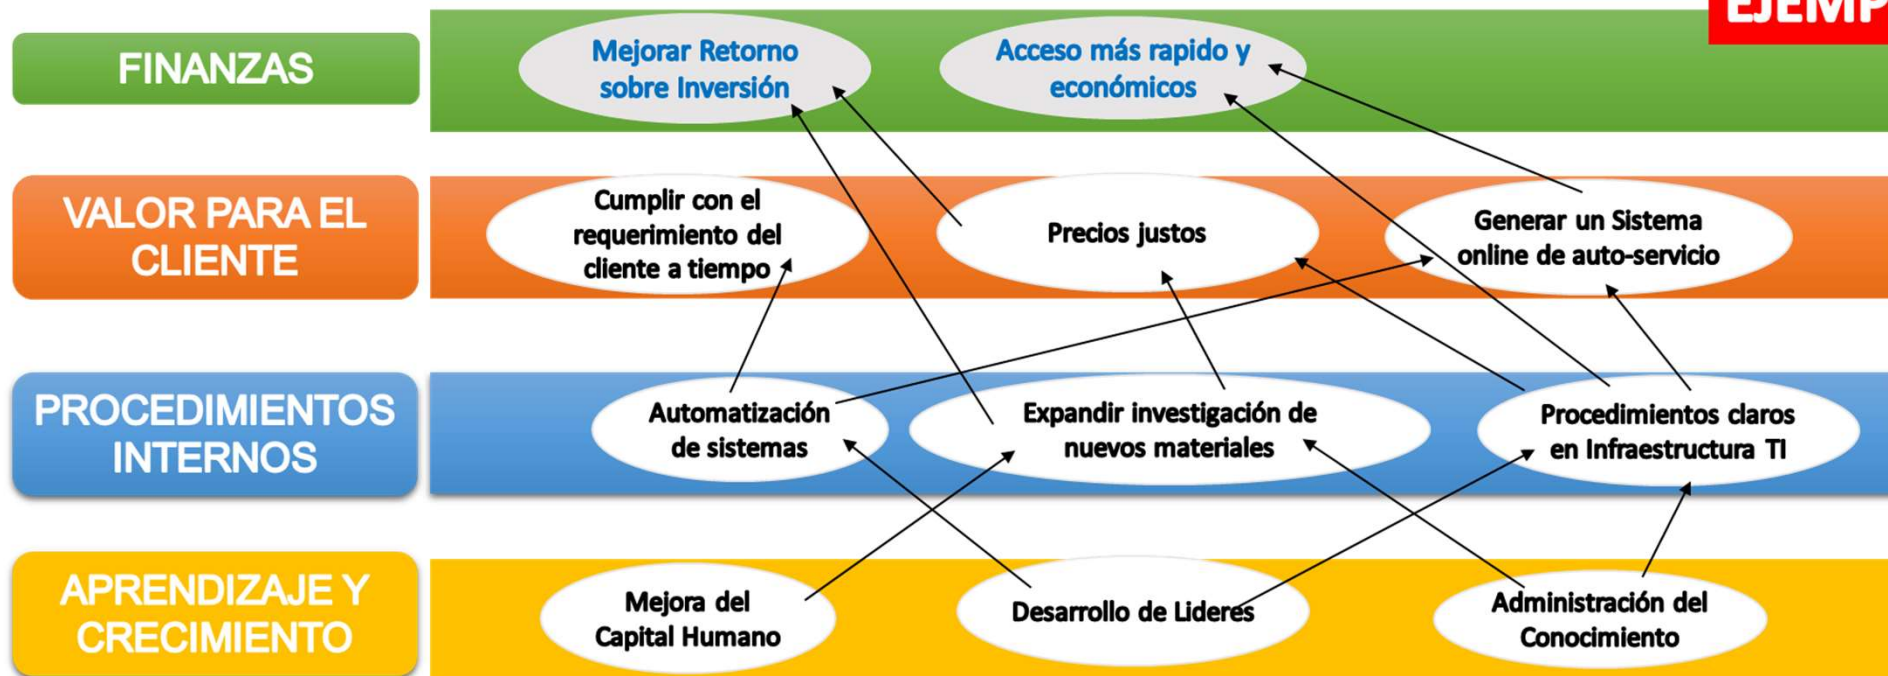 EJEMP
FINANZAS
Mejorar Retorno
sobre Inversión
Acceso más rapido y
económicos
VALOR PARA EL
CLIENTE
Cumplir con el
requerimiento del
cliente a tiempo
Precios justos
Generar un Sistema
online de auto-servicio
PROCEDIMIENTOS
INTERNOS
Automatización
de sistemas
Expandir investigación de
nuevos materiales
Procedimientos claros
en Infraestructura TI
APRENDIZAJE Y
CRECIMIENTO
Mejora del
Capital Humano
Desarrollo de Lideres
Administración del
Conocimiento